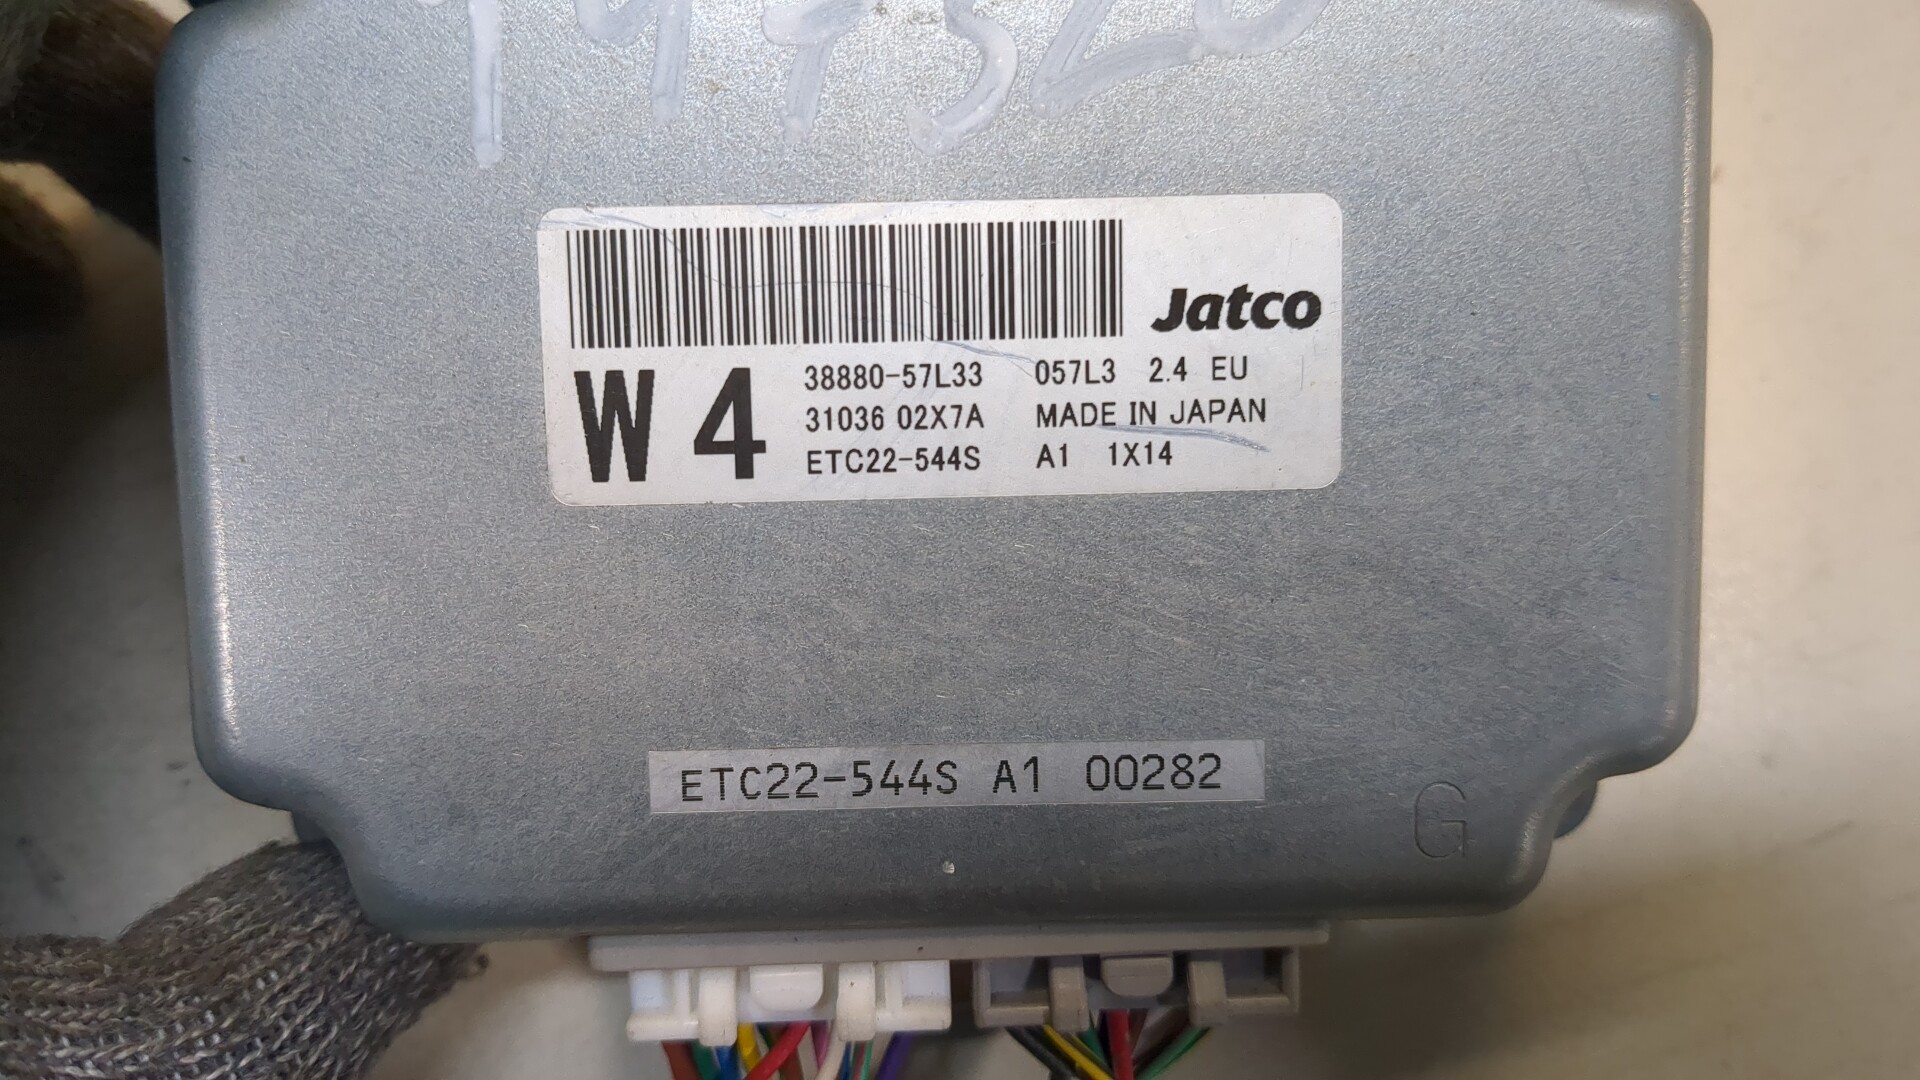 Jatco
W 4
38880-57L33 057L3 2.4 EU
31036 02X7A MADE IN JAPAN
ETC22-544S A1 1X14
ETC22-544S A1 00282
G